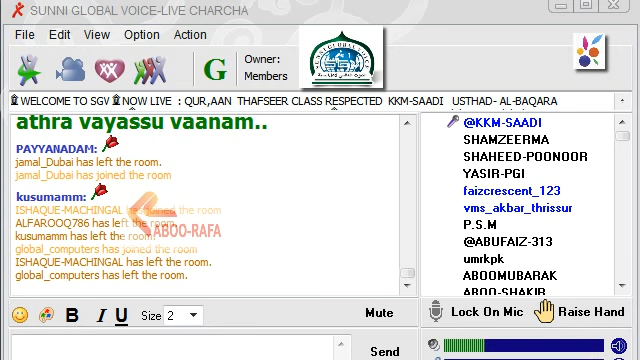 SUNNI GLOBAL VOICE-LIVE CHARCHA
File Edit View Option Action
G Owner:
Members
WELCOME TO SGV NOW LIVE : QUR,AAN THAFSEER CLASS RESPECTED KKM-SAADI USTHAD- AL-BAQARA
athra vayassu vaanam..
PAYYANADAM:
jamal_Dubai has left the room.
jamal_Dubai has joined the room
kusumamm:
ISHAQUE-MACHINGAL has joined the room
ALFAROOQ786 has left the room.
kusumamm has left the room.
global_computers has joined the room
ISHAQUE-MACHINGAL has left the room.
global_computers has left the room.
ABOO-RAFA
@KKM-SAADI
SHAMZEERMA
SHAHEED-POONOOR
YASIR-PGI
faizcrescent_123
vms_akbar_thrissur
P.S.M
@ABUFAIZ-313
umrkpk
ABOOMUBARAK
ABOO-SHAKIR
B I U Size 2 Mute
Lock On Mic Raise Hand
Send